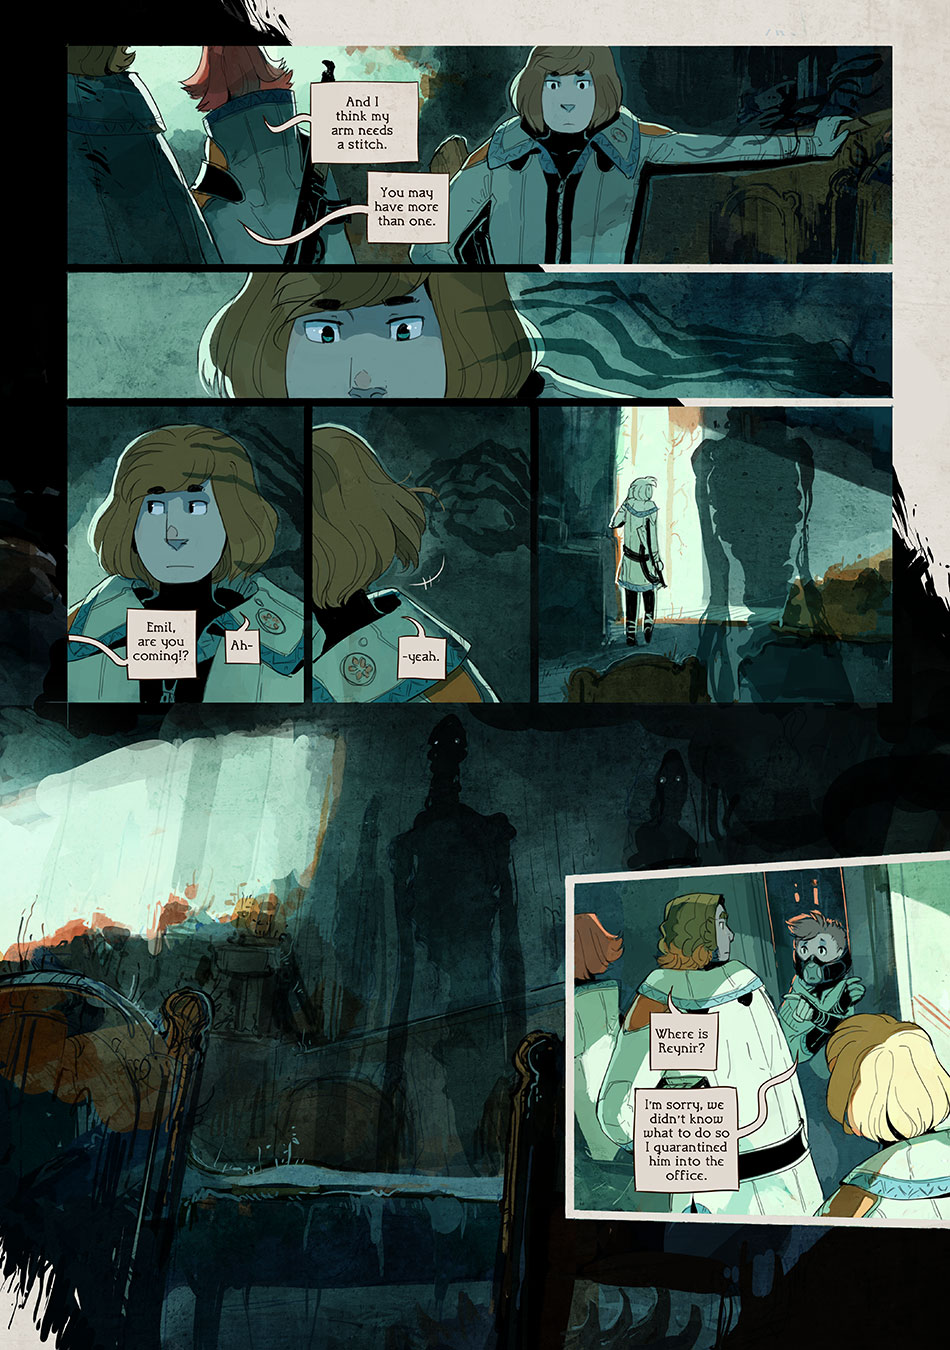 And I
think my
arm needs
a stitch.
You may
have more
than one.
Emil,
are you
coming!?
Ah-
-yeah.
Where is
Reynir?
I'm sorry, we
didn't know
what to do so
I quarantined
him into the
office.